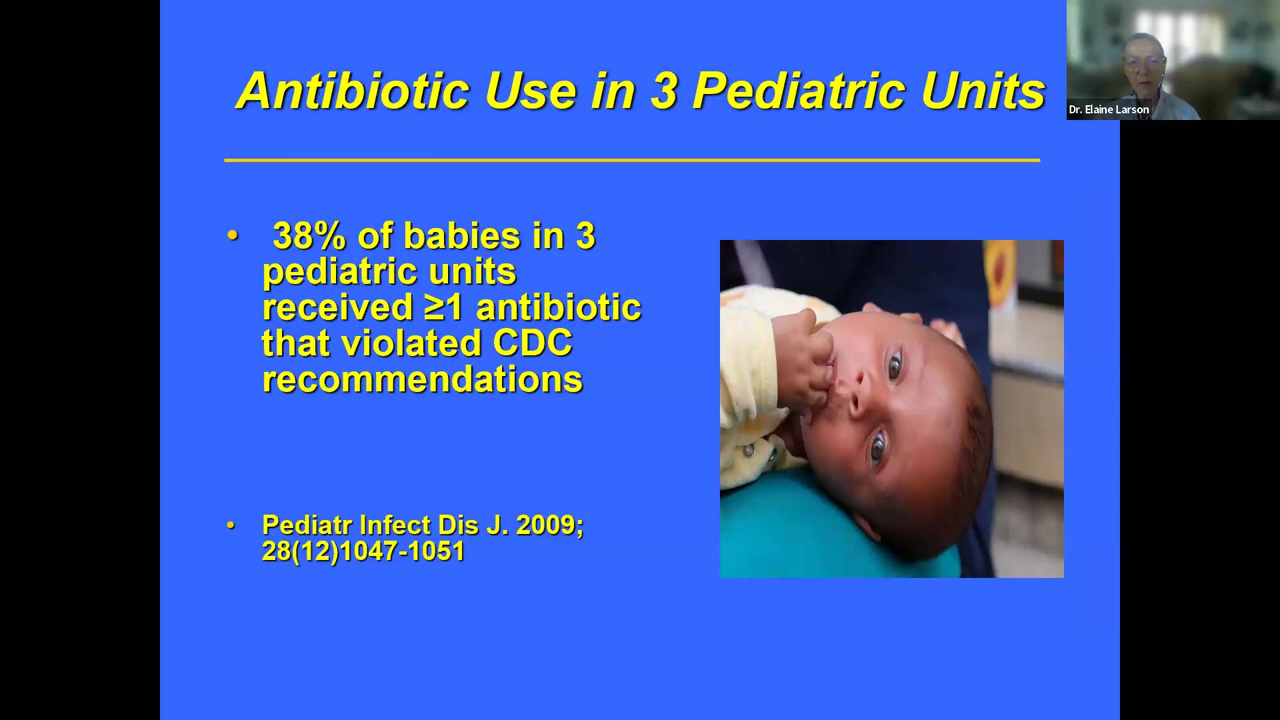 Antibiotic Use in 3 Pediatric Units
Dr. Elaine Larson
• 38% of babies in 3
pediatric units
received ≥1 antibiotic
that violated CDC
recommendations
• Pediatr Infect Dis J. 2009;
28(12)1047-1051